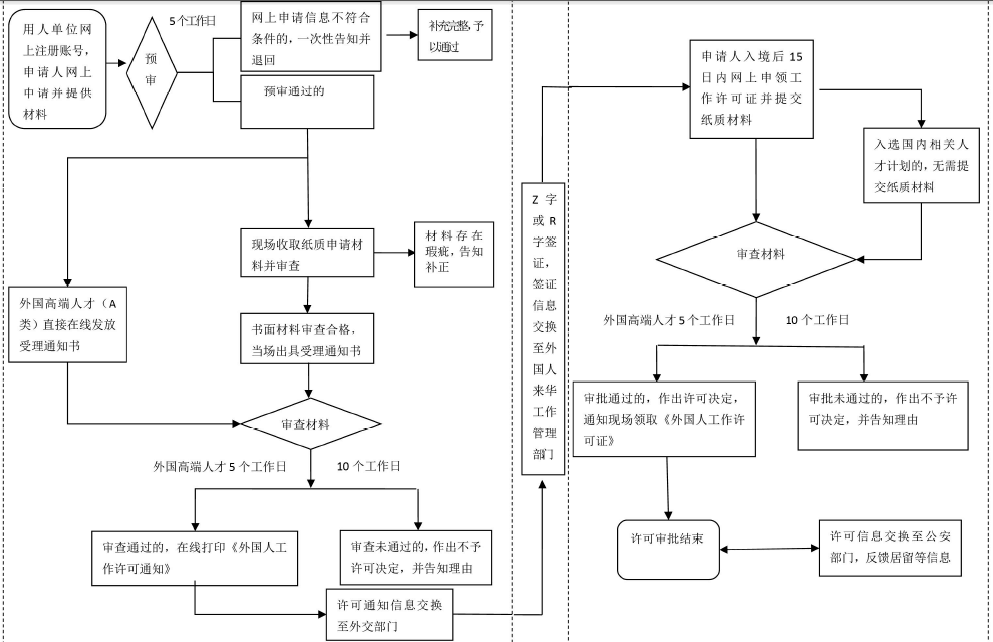 用人单位网
上注册账号，
申请人网上
申请并提供
材料
5个工作日
预
审
网上申请信息不符合
条件的，一次性告知并
退回
补充完整，予
以通过
预审通过的
现场收取纸质申请材
料并审查
材料存在
瑕疵，告知
补正
外国高端人才（A
类）直接在线发放
受理通知书
书面材料审查合格，
当场出具受理通知书
审查材料
外国高端人才5个工作日
10个工作日
审查通过的，在线打印《外国人工
作许可通知》
审查未通过的，作出不予
许可决定，并告知理由
许可通知信息交换
至外交部门
Z字
或R
字签
证，
签证
信息
交换
至外
国人
来华
工作
管理
部门
申请人入境后15
日内网上申领工
作许可证并提交
纸质材料
入选国内相关人
才计划的，无需提
交纸质材料
审查材料
外国高端人才5个工作日
10个工作日
审批通过的，作出许可决定，
通知现场领取《外国人工作许
可证》
审批未通过的，作出不予许
可决定，并告知理由
许可审批结束
许可信息交换至公安
部门，反馈居留等信息